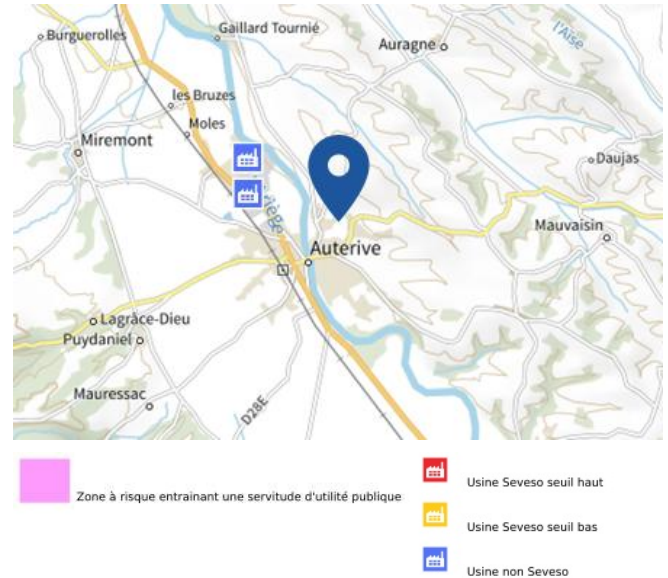 Burguerolles
Gaillard Tournié
Auragne
l'Aise
les Bruzes
Moles
Miremont
Daujas
Mauvaisin
Auterive
Lagrâce-Dieu
Puydaniel
Mauressac
D28E
Zone à risque entrainant une servitude d'utilité publique
Usine Seveso seuil haut
Usine Seveso seuil bas
Usine non Seveso